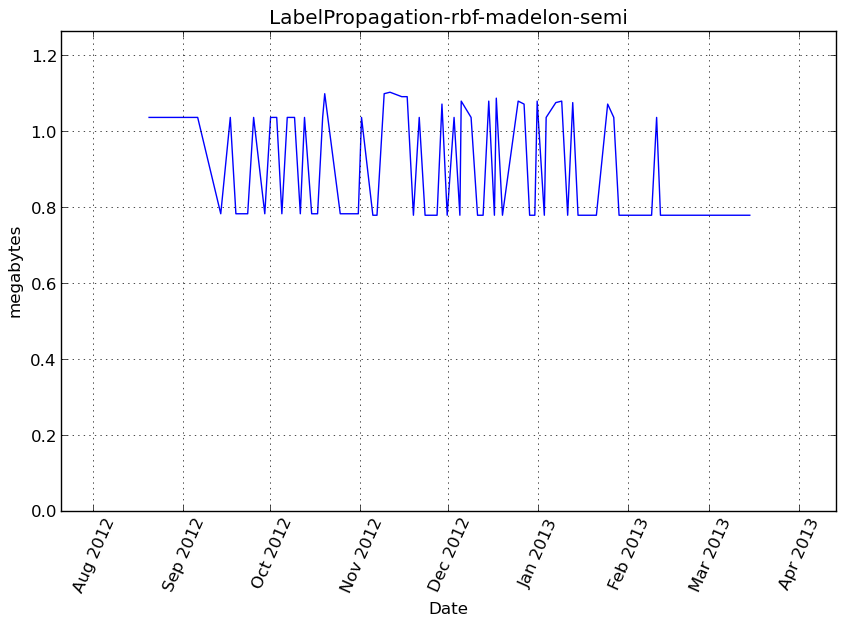 LabelPropagation-rbf-madelon-semi
1.2
1.0
0.8
0.6
0.4
0.2
0.0
megabytes
Aug 2012
Sep 2012
Oct 2012
Nov 2012
Dec 2012
Jan 2013
Feb 2013
Mar 2013
Apr 2013
Date